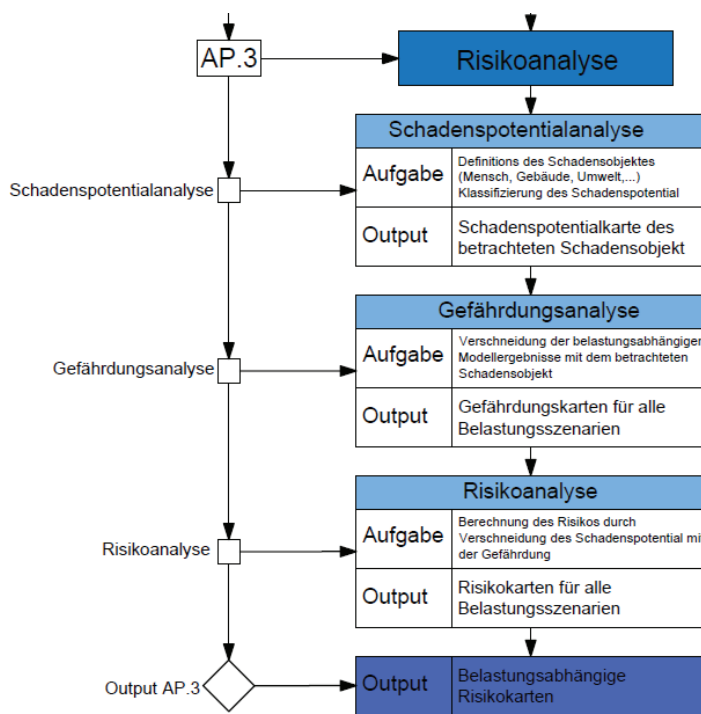 AP.3
Risikoanalyse
Schadenspotentialanalyse
Schadenspotentialanalyse
Aufgabe
Definitions des Schadensobjektes
(Mensch, Gebäude, Umwelt,...)
Klassifizierung des Schadenspotential
Output
Schadenspotentialkarte des
betrachteten Schadensobjekt
Gefährdungsanalyse
Gefährdungsanalyse
Aufgabe
Verschneidung der belastungsabhängiger
Modellergebnisse mit dem betrachteten
Schadensobjekt
Output
Gefährdungskarten für alle
Belastungsszenarien
Risikoanalyse
Risikoanalyse
Aufgabe
Berechnung des Risikos durch
Verschneidung des Schadenspotential mi
der Gefährdung
Output
Risikokarten für alle
Belastungsszenarien
Output AP.3
Output
Belastungsabhängige
Risikokarten